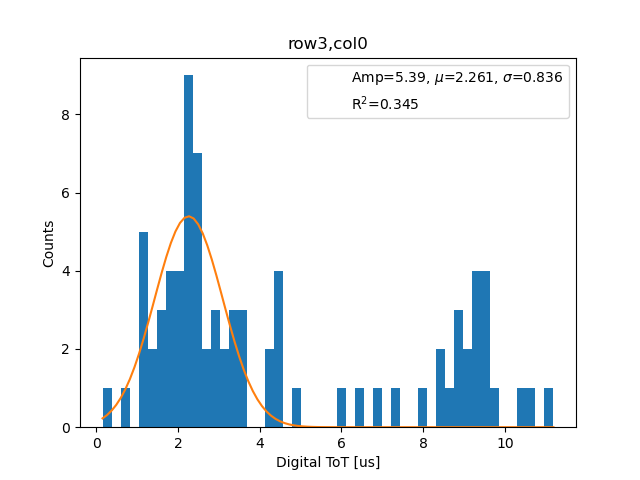 row3,col0
Amp=5.39, μ=2.261, σ=0.836
R²=0.345
Counts
8
6
4
2
0
0 2 4 6 8 10
Digital ToT [us]